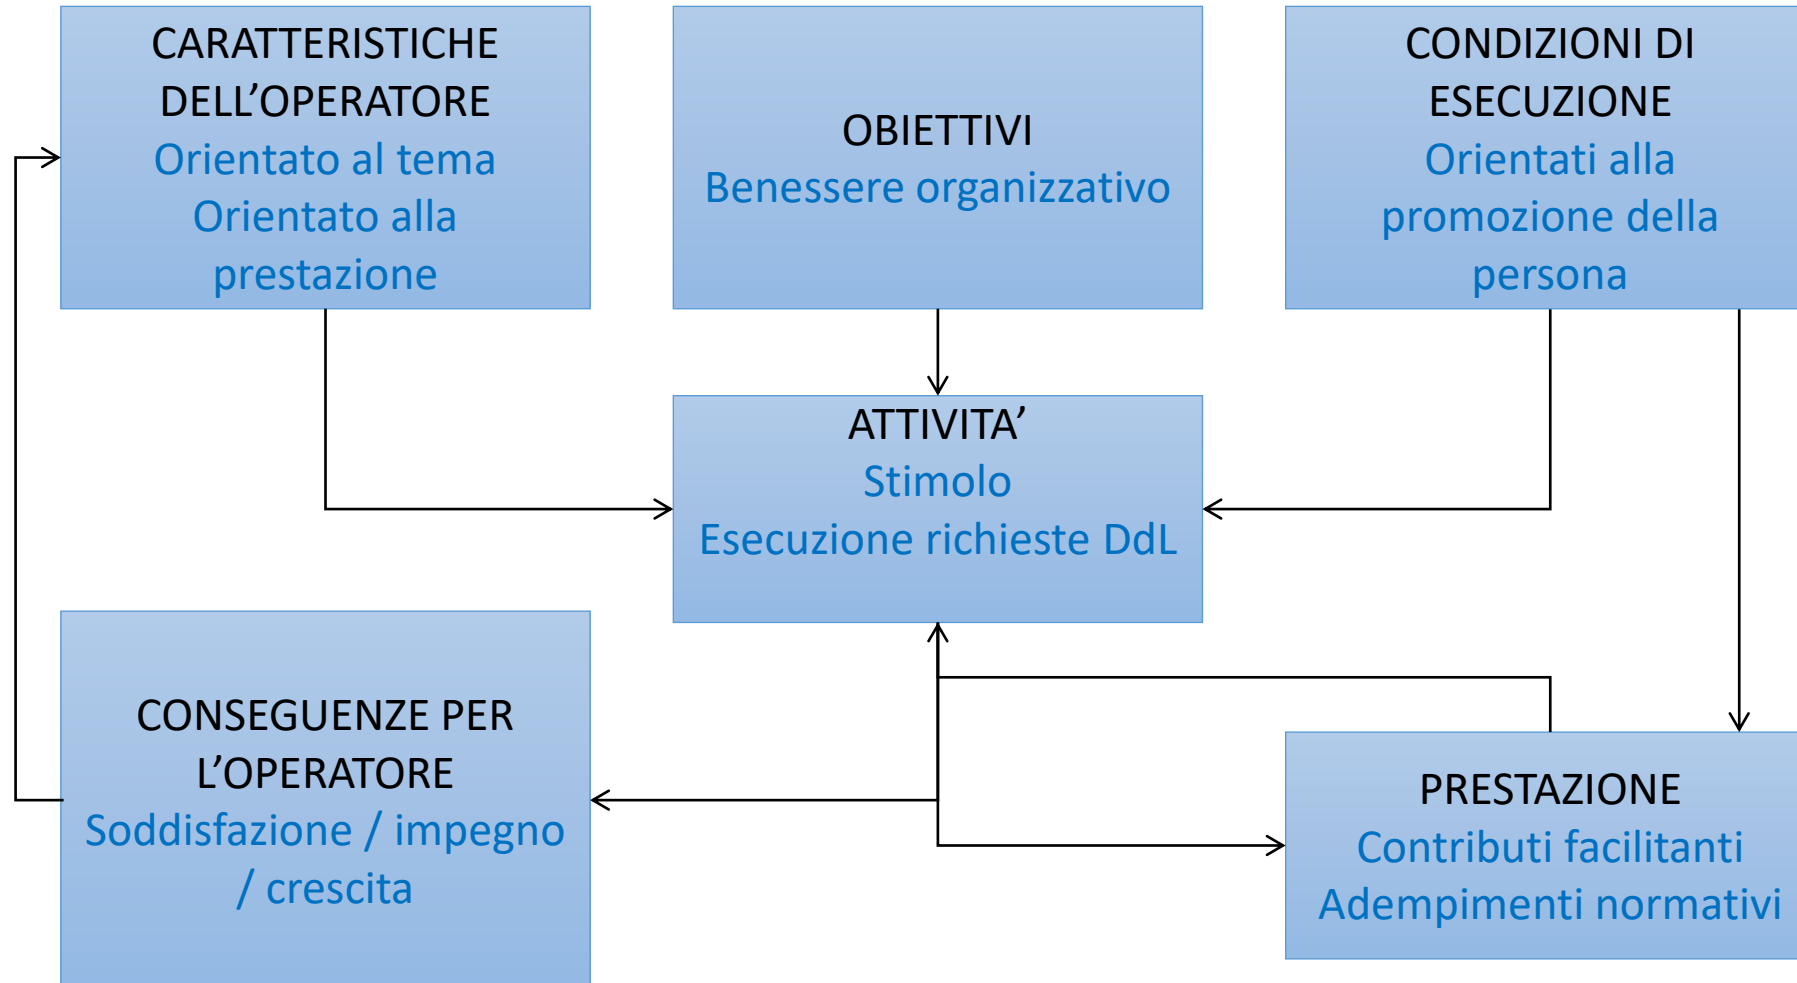 CARATTERISTICHE
DELL’OPERATORE
Orientato al tema
Orientato alla
prestazione
OBIETTIVI
Benessere organizzativo
CONDIZIONI DI
ESECUZIONE
Orientati alla
promozione della
persona
ATTIVITA’
Stimolo
Esecuzione richieste DdL
CONSEGUENZE PER
L’OPERATORE
Soddisfazione / impegno
/ crescita
PRESTAZIONE
Contributi facilitanti
Adempimenti normativi